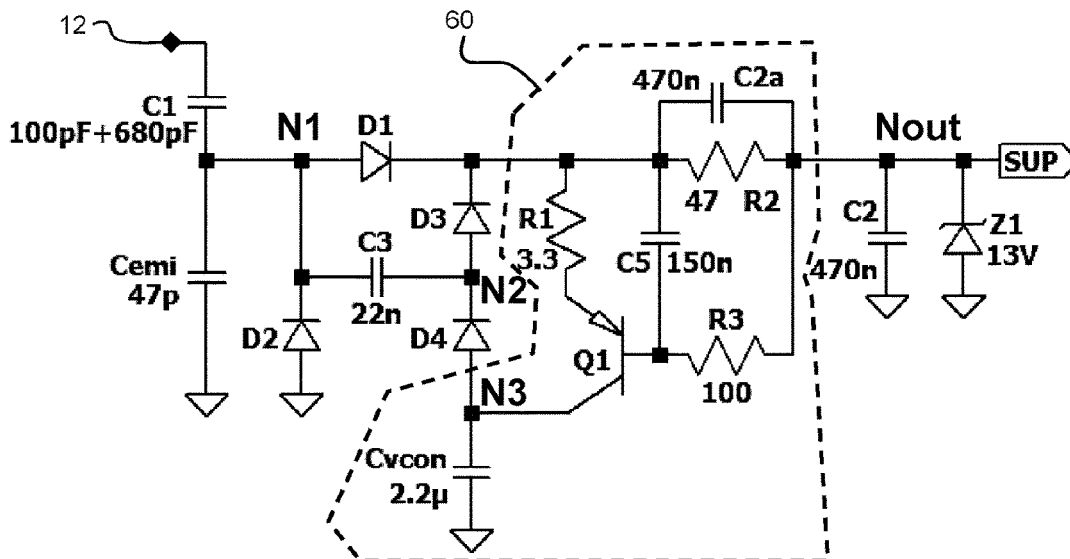 12
60
C1
100pF+680pF
N1
D1
470n
C2a
Nout
SUP
47
R2
D3
R1
3.3
C5
150n
C2
470n
Z1
13V
Cemi
47p
C3
22n
N2
D2
D4
Q1
R3
100
N3
Cvcon
2.2µ